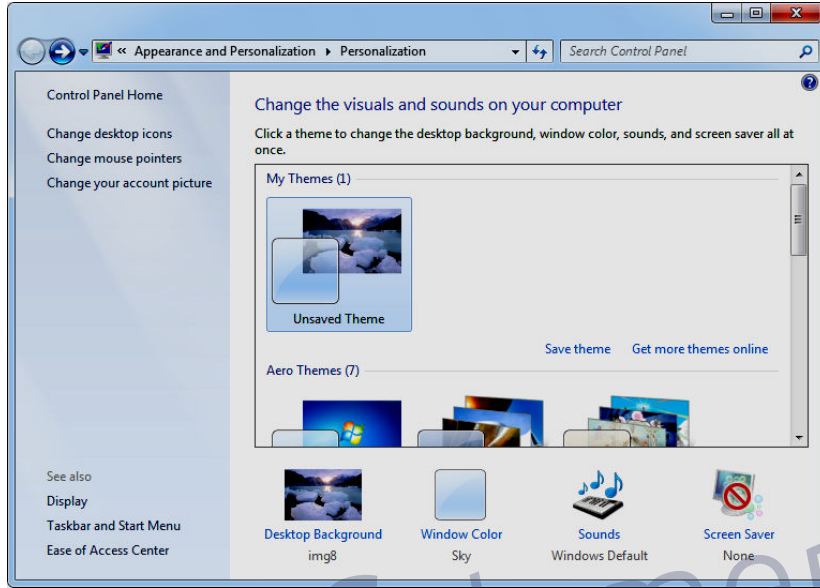 « Appearance and Personalization ▸ Personalization
Search Control Panel
Control Panel Home
Change desktop icons
Change mouse pointers
Change your account picture
Change the visuals and sounds on your computer
Click a theme to change the desktop background, window color, sounds, and screen saver all at
once.
My Themes (1)
Unsaved Theme
Save theme Get more themes online
Aero Themes (7)
See also
Display
Taskbar and Start Menu
Ease of Access Center
Desktop Background
img8
Window Color
Sky
Sounds
Windows Default
Screen Saver
None